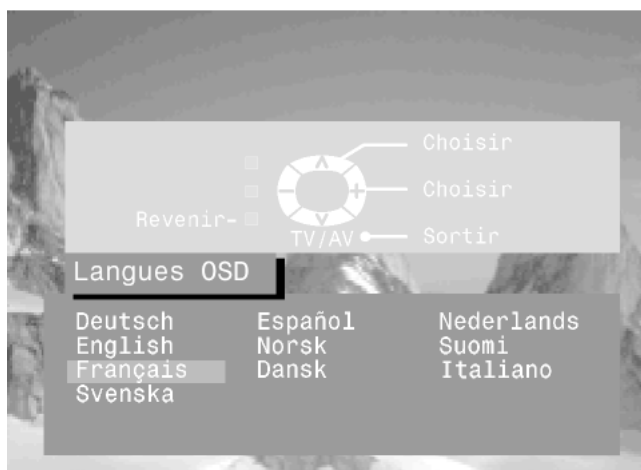 Choisir
Choisir
Revenir-
TV/AV Sortir
Langues OSD
Deutsch Español Nederlands
English Norsk Suomi
Français Dansk Italiano
Svenska